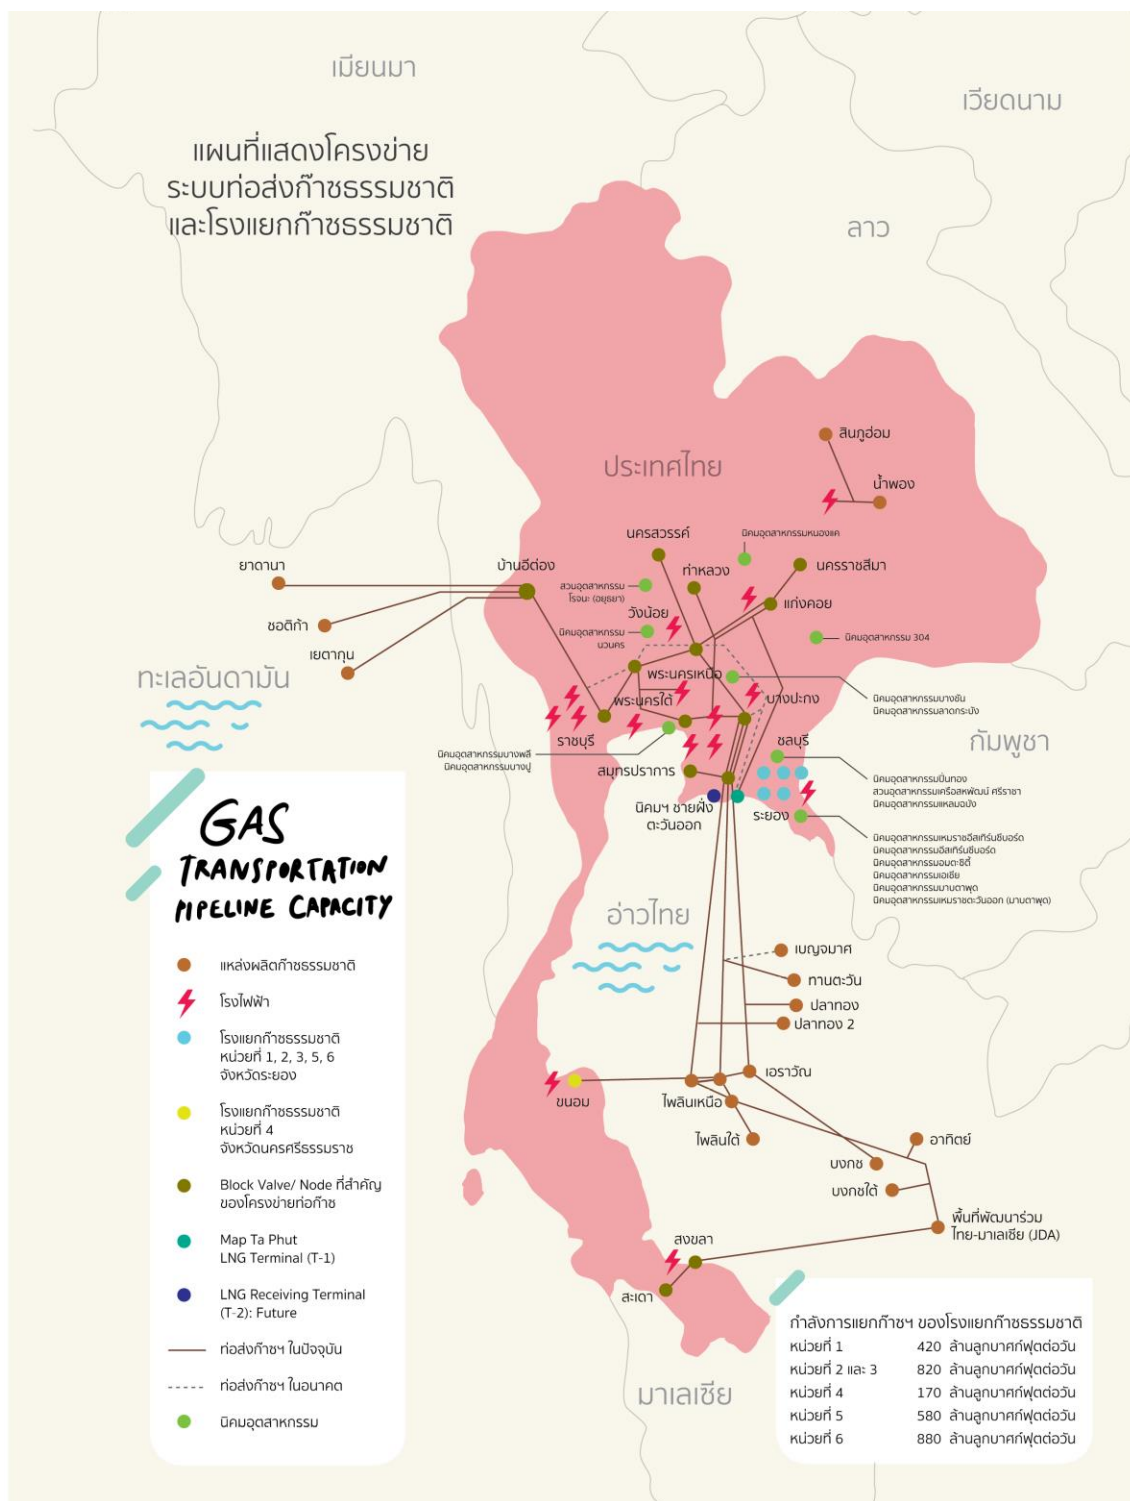 เมียนมา
เวียดนาม
แผนที่แสดงโครงข่าย
ระบบท่อส่งก๊าซธรรมชาติ
และโรงแยกก๊าซธรรมชาติ
ลาว
สินภูฮ่อม
ประเทศไทย
น้ำพอง
นครสวรรค์
นิคมอุตสาหกรรมหนองแค
ยาดานา
บ้านอีต่อง
ท่าหลวง
นครราชสีมา
สวนอุตสาหกรรม
โรจนะ (อยุธยา)
แก่งคอย
ซอติก้า
วังน้อย
นิคมอุตสาหกรรม
นวนคร
นิคมอุตสาหกรรม 304
เยตากุน
ทะเลอันดามัน
พระนครเหนือ
พระนครใต้
บางปะกง
นิคมอุตสาหกรรมบางชัน
นิคมอุตสาหกรรมลาดกระบัง
ราชบุรี
ชลบุรี
กัมพูชา
นิคมอุตสาหกรรมบางพลี
นิคมอุตสาหกรรมบางปู
สมุทรปราการ
นิคมอุตสาหกรรมปิ่นทอง
สวนอุตสาหกรรมเครือสหพัฒน์ ศรีราชา
นิคมอุตสาหกรรมแหลมฉบัง
นิคมฯ ชายฝั่ง
ตะวันออก
ระยอง
นิคมอุตสาหกรรมเหมราชอีสเทิร์นซีบอร์ด
นิคมอุตสาหกรรมอีสเทิร์นซีบอร์ด
นิคมอุตสาหกรรมอมตะซิตี้
นิคมอุตสาหกรรมเอเชีย
นิคมอุตสาหกรรมมาบตาพุด
นิคมอุตสาหกรรมเหมราชตะวันออก (มาบตาพุด)
อ่าวไทย
เบญจมาศ
ทานตะวัน
ปลาทอง
ปลาทอง 2
เอราวัณ
ขนอม
ไพลินเหนือ
ไพลินใต้
อาทิตย์
บงกช
บงกชใต้
พื้นที่พัฒนาร่วม
ไทย-มาเลเซีย (JDA)
สงขลา
สะเดา
มาเลเซีย
GAS
TRANSPORTATION
PIPELINE CAPACITY
แหล่งผลิตก๊าซธรรมชาติ
โรงไฟฟ้า
โรงแยกก๊าซธรรมชาติ
หน่วยที่ 1, 2, 3, 5, 6
จังหวัดระยอง
โรงแยกก๊าซธรรมชาติ
หน่วยที่ 4
จังหวัดนครศรีธรรมราช
Block Valve/ Node ที่สำคัญ
ของโครงข่ายท่อก๊าซ
Map Ta Phut
LNG Terminal (T-1)
LNG Receiving Terminal
(T-2): Future
ท่อส่งก๊าซฯ ในปัจจุบัน
ท่อส่งก๊าซฯ ในอนาคต
นิคมอุตสาหกรรม
กำลังการแยกก๊าซฯ ของโรงแยกก๊าซธรรมชาติ
หน่วยที่ 1 420 ล้านลูกบาศก์ฟุตต่อวัน
หน่วยที่ 2 และ 3 820 ล้านลูกบาศก์ฟุตต่อวัน
หน่วยที่ 4 170 ล้านลูกบาศก์ฟุตต่อวัน
หน่วยที่ 5 580 ล้านลูกบาศก์ฟุตต่อวัน
หน่วยที่ 6 880 ล้านลูกบาศก์ฟุตต่อวัน